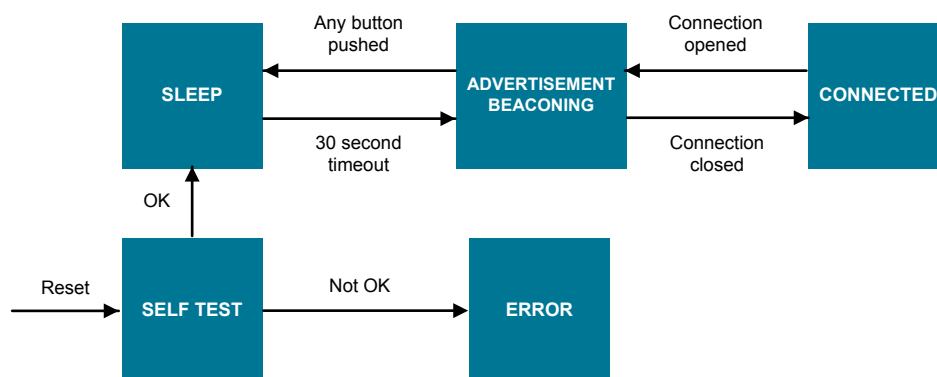 Any button
pushed
Connection
opened
SLEEP
ADVERTISEMENT
BEACONING
CONNECTED
30 second
timeout
Connection
closed
OK
Reset
SELF TEST
Not OK
ERROR